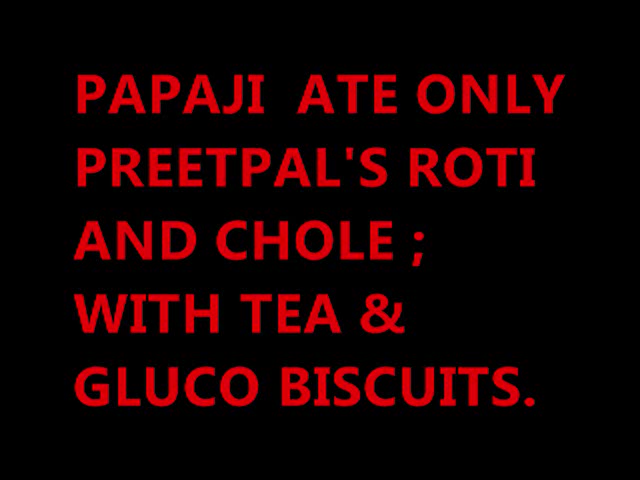 PAPAJI  ATE ONLY
PREETPAL'S ROTI
AND CHOLE ;
WITH TEA &
GLUCO BISCUITS.